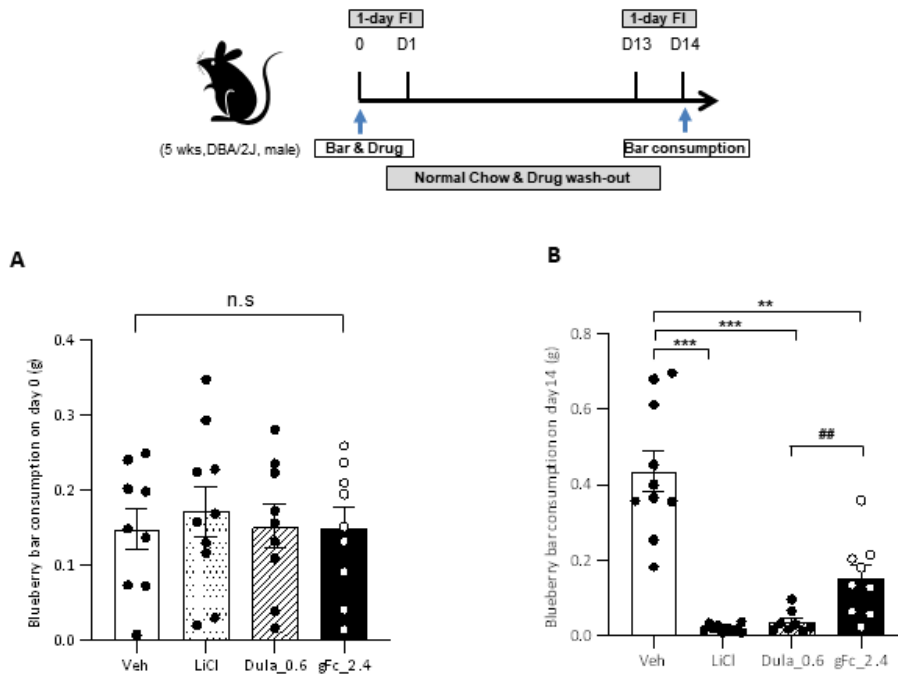 1-day FI 1-day FI
0 D1 D13 D14
(5 wks,DBA/2J, male)
Bar & Drug Bar consumption
Normal Chow & Drug wash-out
A
n.s
Blueberry bar consumption on day 0 (g)
0.4
0.3
0.2
0.1
0.0
Veh LiCl Dula_0.6 gFc_2.4
B
**
***
***
##
Blueberry bar consumption on day 14 (g)
0.8
0.6
0.4
0.2
0.0
Veh LiCl Dula_0.6 gFc_2.4